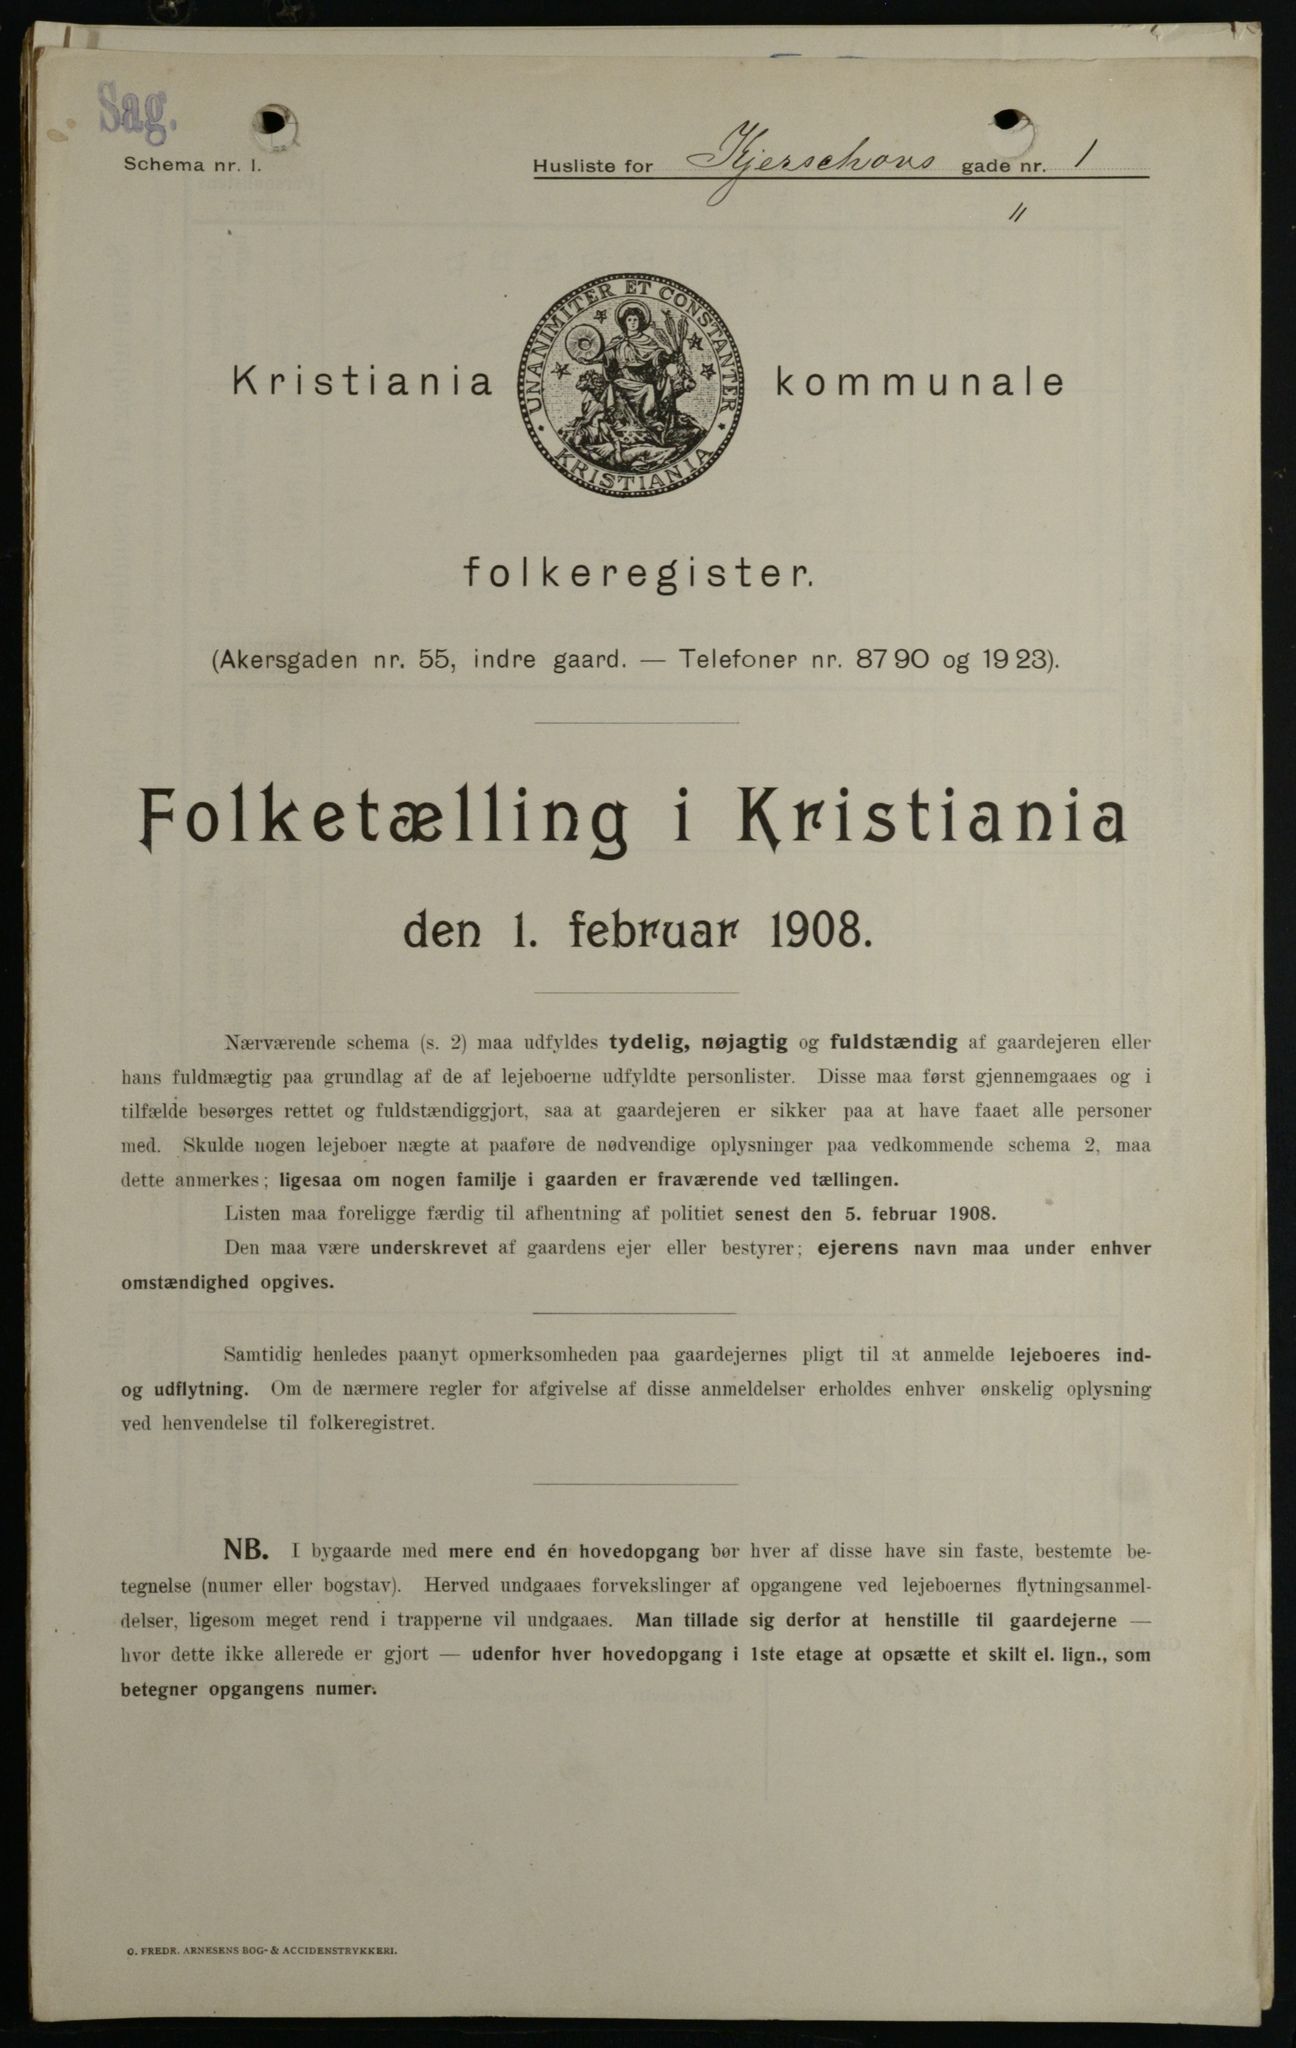 Sag.
Schema nr. 1.
Husliste for Kjerschovs gade nr. 1
"
UNANIMITER ET CONSTANTER
KRISTIANIA
Kristiania kommunale
folkeregister.
(Akersgaden nr. 55, indre gaard. — Telefoner nr. 87 90 og 19 23).
Folketælling i Kristiania
den 1. februar 1908.
Nærværende schema (s. 2) maa udfyldes tydelig, nøjagtig og fuldstændig af gaardejeren eller
hans fuldmægtig paa grundlag af de af lejeboerne udfyldte personlister. Disse maa først gjennemgaaes og i
tilfælde besørges rettet og fuldstændiggjort, saa at gaardejeren er sikker paa at have faaet alle personer
med. Skulde nogen lejeboer nægte at paaføre de nødvendige oplysninger paa vedkommende schema 2, maa
dette anmerkes; ligesaa om nogen familje i gaarden er fraværende ved tællingen.
Listen maa foreligge færdig til afhentning af politiet senest den 5. februar 1908.
Den maa være underskrevet af gaardens ejer eller bestyrer; ejerens navn maa under enhver
omstændighed opgives.
Samtidig henledes paanyt opmerksomheden paa gaardejernes pligt til at anmelde lejeboeres ind-
og udflytning. Om de nærmere regler for afgivelse af disse anmeldelser erholdes enhver ønskelig oplysning
ved henvendelse til folkeregistret.
NB. I bygaarde med mere end én hovedopgang bør hver af disse have sin faste, bestemte be-
tegnelse (numer eller bogstav). Herved undgaaes forvekslinger af opgangene ved lejeboernes flytningsanmel-
delser, ligesom meget rend i trapperne vil undgaaes. Man tillade sig derfor at henstille til gaardejerne —
hvor dette ikke allerede er gjort — udenfor hver hovedopgang i 1ste etage at opsætte et skilt el. lign., som
betegner opgangens numer.
O. FREDR. ARNESENS BOG- & ACCIDENSTRYKKERI.